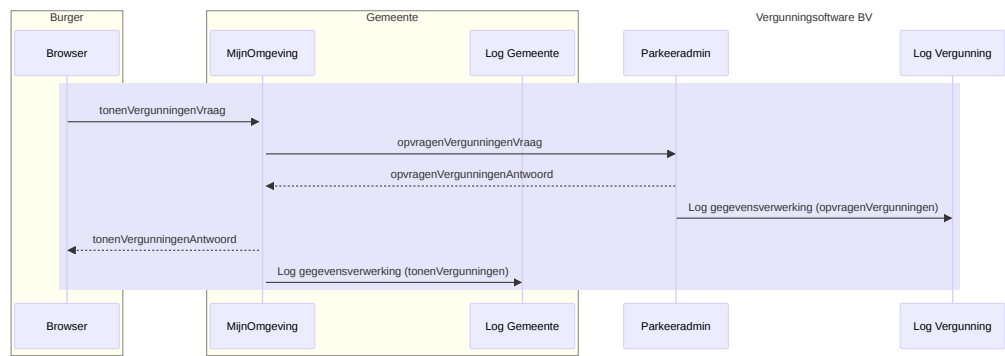 Burger
Gemeente
Vergunningsoftware BV
Browser
MijnOmgeving
Log Gemeente
Parkeeradmin
Log Vergunning
tonenVergunningenVraag
opvragenVergunningenVraag
opvragenVergunningenAntwoord
Log gegevensverwerking (opvragenVergunningen)
tonenVergunningenAntwoord
Log gegevensverwerking (tonenVergunningen)
Browser
MijnOmgeving
Log Gemeente
Parkeeradmin
Log Vergunning